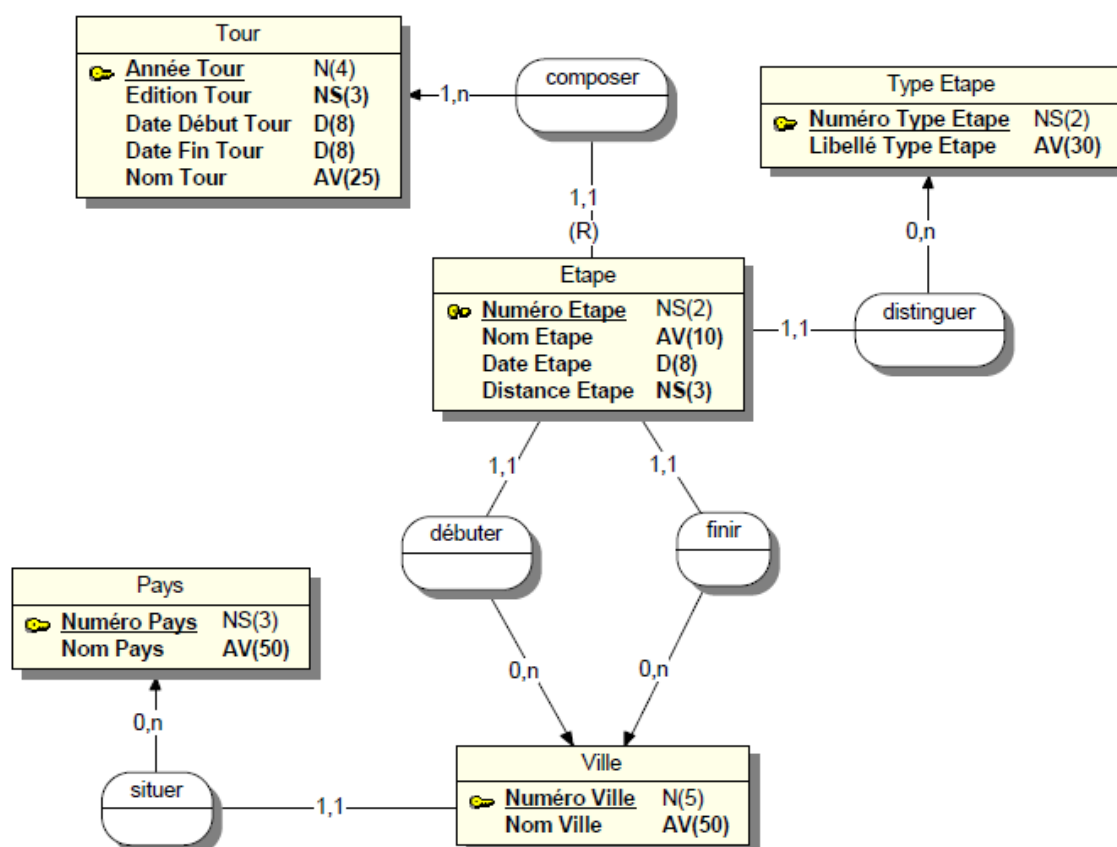 Tour
Année Tour N(4)
Edition Tour NS(3)
Date Début Tour D(8)
Date Fin Tour D(8)
Nom Tour AV(25)
1,n
composer
1,1
(R)
Type Etape
Numéro Type Etape NS(2)
Libellé Type Etape AV(30)
0,n
distinguer
1,1
Etape
Numéro Etape NS(2)
Nom Etape AV(10)
Date Etape D(8)
Distance Etape NS(3)
1,1
1,1
débuter
finir
0,n
0,n
Pays
Numéro Pays NS(3)
Nom Pays AV(50)
0,n
situer
1,1
Ville
Numéro Ville N(5)
Nom Ville AV(50)